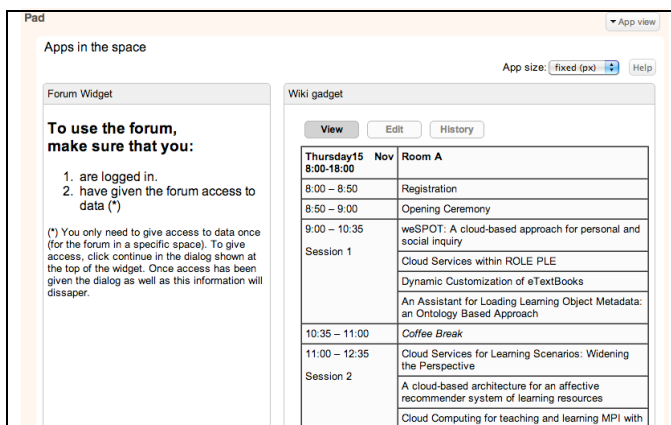 Pad
App view
Apps in the space
App size: fixed (px) Help
Forum Widget
To use the forum,
make sure that you:
1. are logged in.
2. have given the forum access to
data (*)
(*) You only need to give access to data once
(for the forum in a specific space). To give
access, click continue in the dialog shown at
the top of the widget. Once access has been
given the dialog as well as this information will
dissaper.
Wiki gadget
View Edit History
Thursday15 Nov Room A
8:00-18:00
8:00 – 8:50 Registration
8:50 – 9:00 Opening Ceremony
9:00 – 10:35 weSPOT: A cloud-based approach for personal and
social inquiry
Session 1
Cloud Services within ROLE PLE
Dynamic Customization of eTextBooks
An Assistant for Loading Learning Object Metadata:
an Ontology Based Approach
10:35 – 11:00 Coffee Break
11:00 – 12:35 Cloud Services for Learning Scenarios: Widening
the Perspective
Session 2
A cloud-based architecture for an affective
recommender system of learning resources
Cloud Computing for teaching and learning MPI with